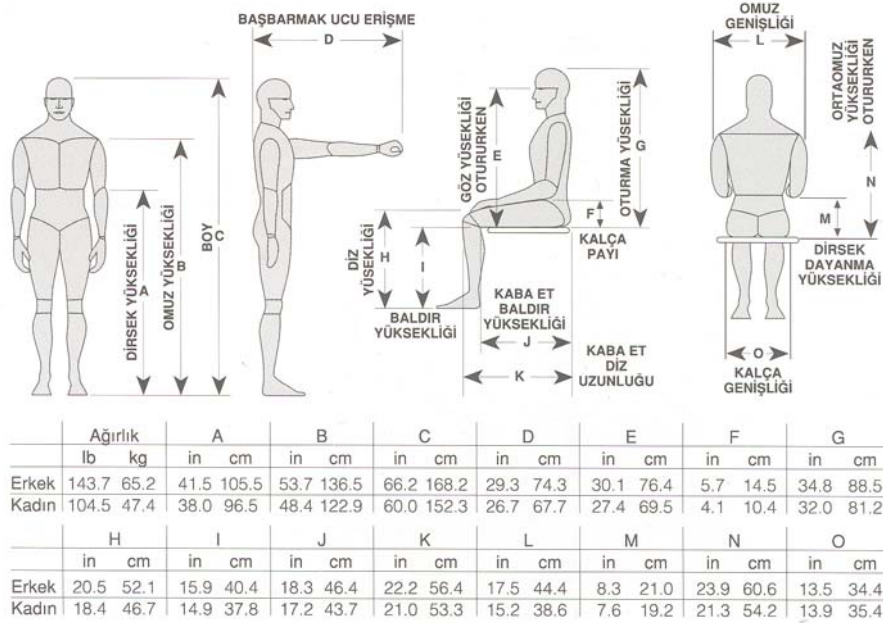 BAŞBARMAK UCU ERİŞME
D
OMUZ
GENİŞLİĞİ
L
DİRSEK YÜKSEKLİĞİ
A
OMUZ YÜKSEKLİĞİ
B
BOY
C
GÖZ YÜSEKLİĞİ
OTURURKEN
E
OTURMA YÜSEKLİĞİ
G
F
KALÇA
PAYI
DİZ
YÜSEKLİĞİ
H
I
BALDIR
YÜKSEKLİĞİ
KABA ET
BALDIR
YÜKSEKLİĞİ
J
K
KABA ET
DİZ
UZUNLUĞU
ORTAOMUZ
YÜKSEKLİĞİ
OTURURKEN
N
M
DİRSEK
DAYANMA
YÜKSEKLİĞİ
O
KALÇA
GENİŞLİĞİ
Ağırlık A B C D E F G
lb kg in cm in cm in cm in cm in cm in cm in cm
Erkek 143.7 65.2 41.5 105.5 53.7 136.5 66.2 168.2 29.3 74.3 30.1 76.4 5.7 14.5 34.8 88.5
Kadın 104.5 47.4 38.0 96.5 48.4 122.9 60.0 152.3 26.7 67.7 27.4 69.5 4.1 10.4 32.0 81.2
H I J K L M N O
in cm in cm in cm in cm in cm in cm in cm in cm
Erkek 20.5 52.1 15.9 40.4 18.3 46.4 22.2 56.4 17.5 44.4 8.3 21.0 23.9 60.6 13.5 34.4
Kadın 18.4 46.7 14.9 37.8 17.2 43.7 21.0 53.3 15.2 38.6 7.6 19.2 21.3 54.2 13.9 35.4